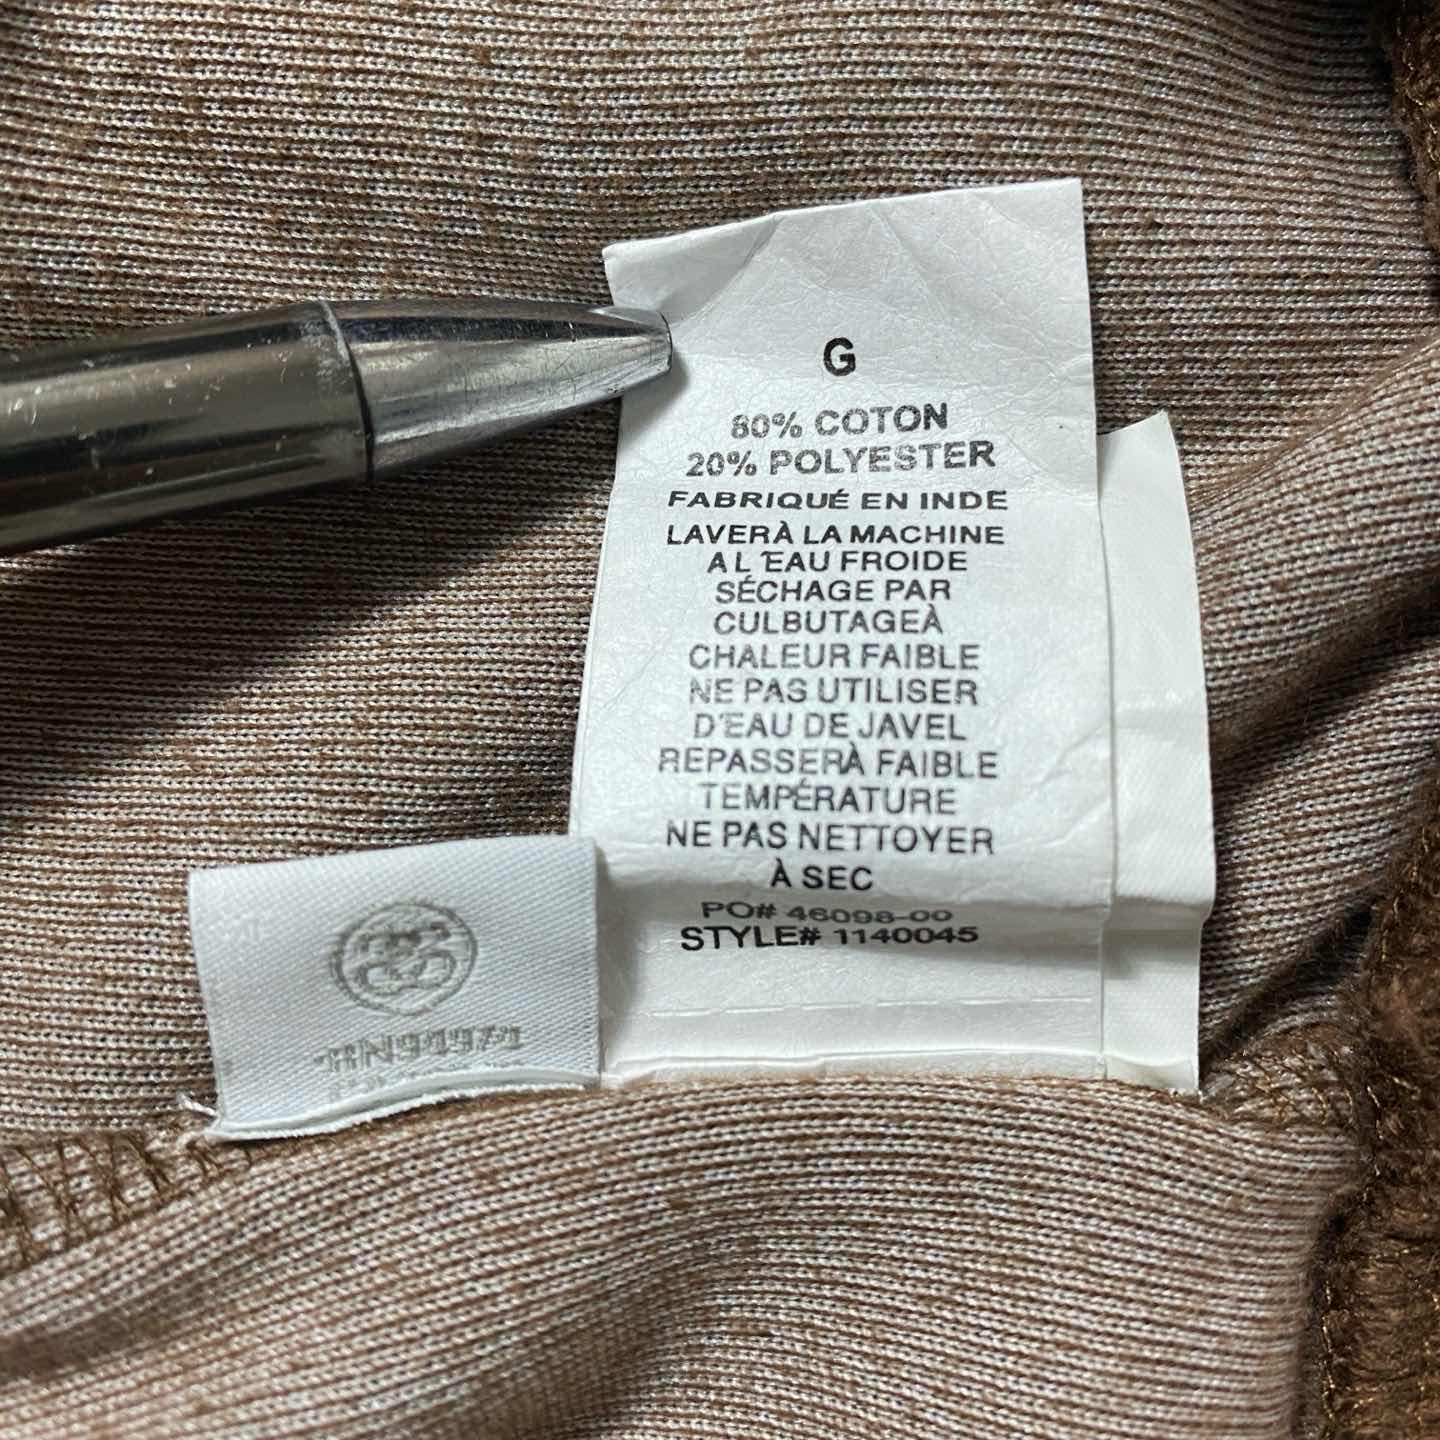 G
80% COTON
20% POLYESTER
FABRIQUÉ EN INDE
LAVERÀ LA MACHINE
A L'EAU FROIDE
SÉCHAGE PAR
CULBUTAGEÀ
CHALEUR FAIBLE
NE PAS UTILISER
D'EAU DE JAVEL
REPASSERÀ FAIBLE
TEMPÉRATURE
NE PAS NETTOYER
À SEC
PO# 46098-00
STYLE# 1140045